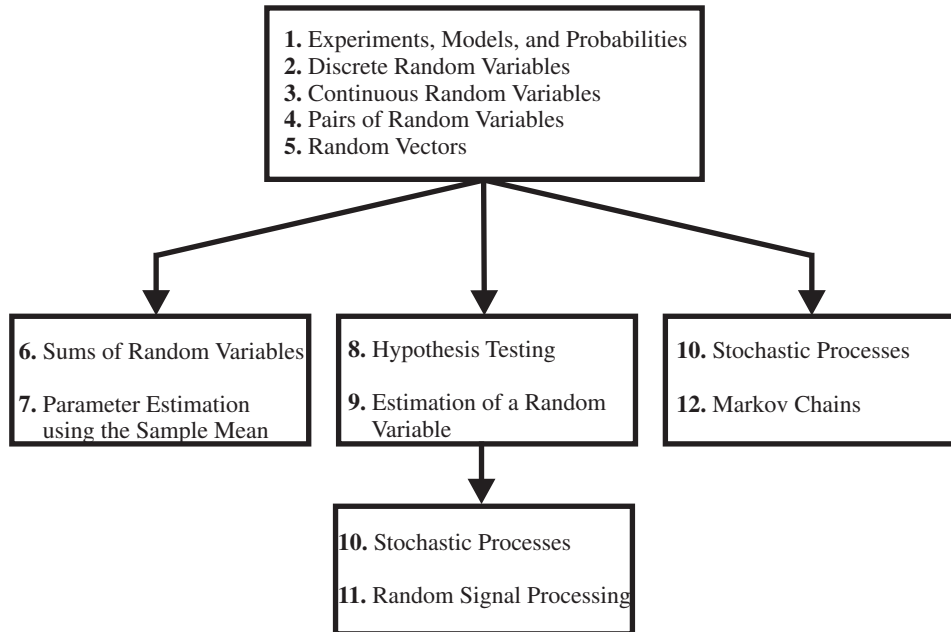 1. Experiments, Models, and Probabilities
2. Discrete Random Variables
3. Continuous Random Variables
4. Pairs of Random Variables
5. Random Vectors
6. Sums of Random Variables
7. Parameter Estimation
using the Sample Mean
8. Hypothesis Testing
9. Estimation of a Random
Variable
10. Stochastic Processes
12. Markov Chains
10. Stochastic Processes
11. Random Signal Processing